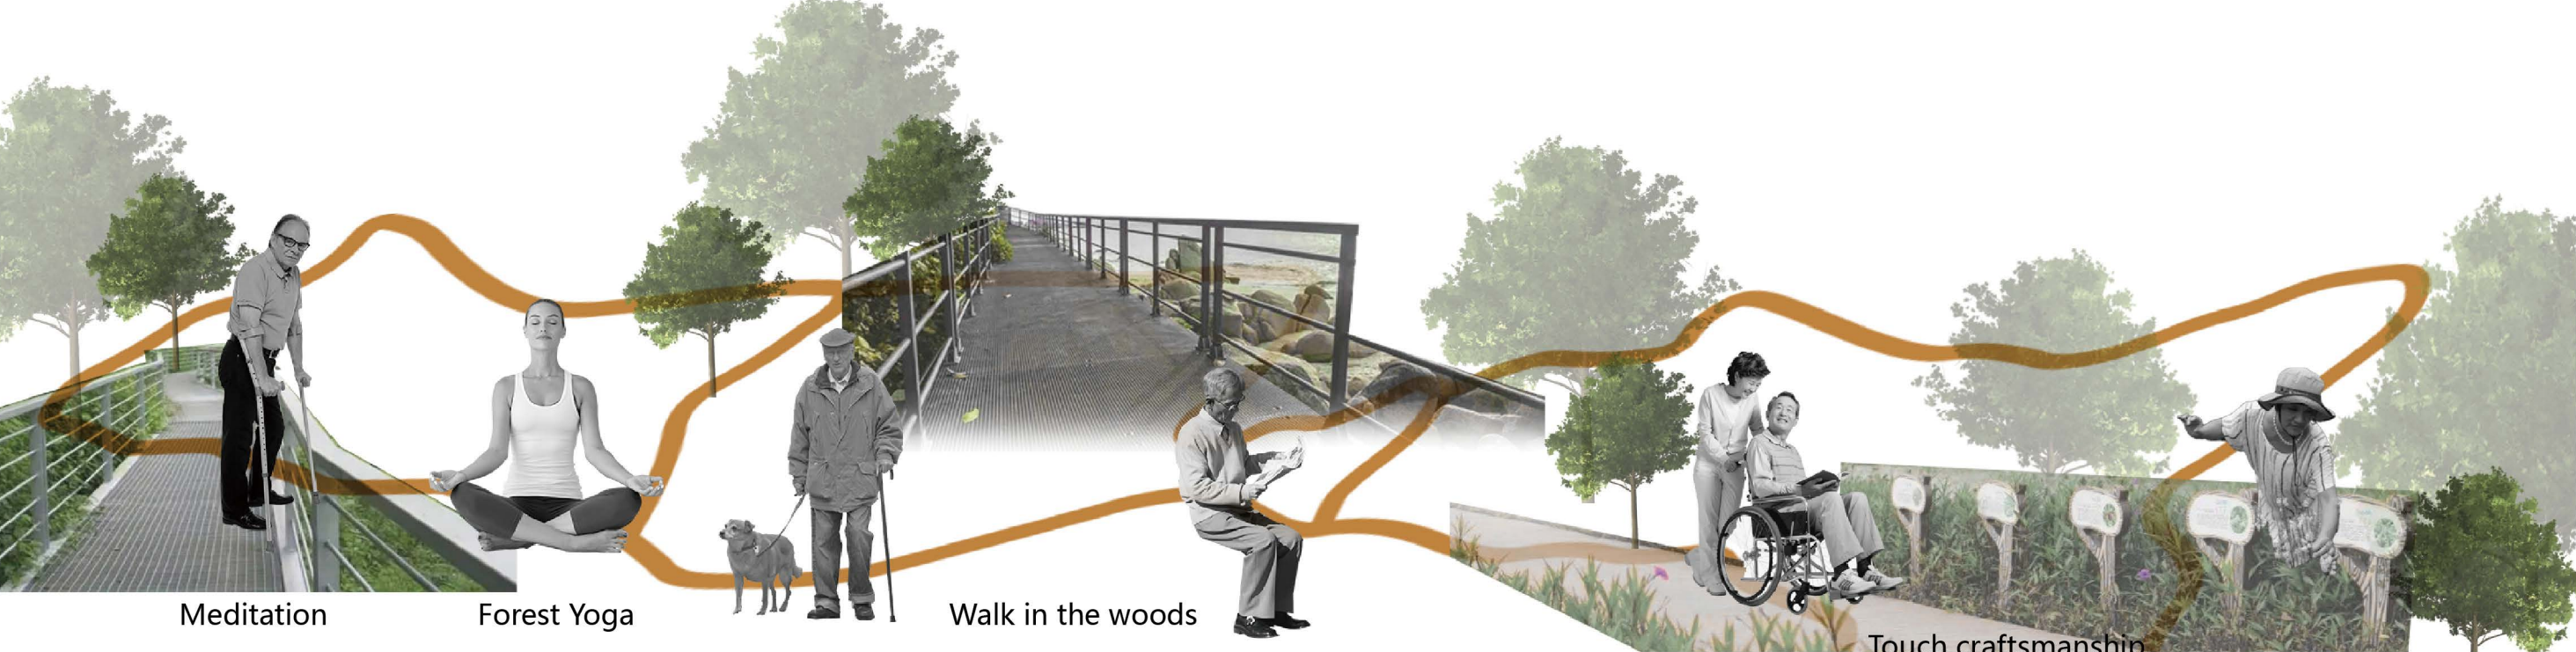 Meditation
Forest Yoga
Walk in the woods
Touch craftsmanship